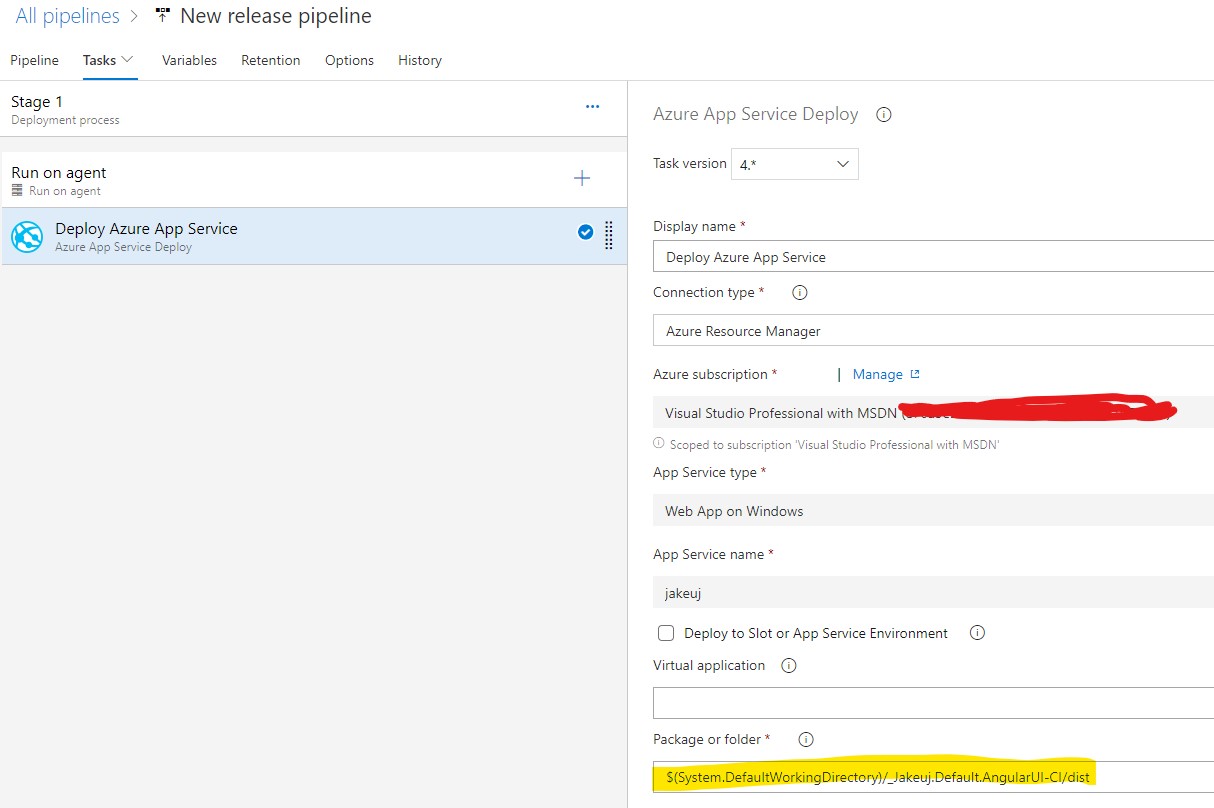 All pipelines > New release pipeline
Pipeline Tasks Variables Retention Options History
Stage 1
Deployment process
Run on agent
Run on agent
Deploy Azure App Service
Azure App Service Deploy
Azure App Service Deploy
Task version 4.*
Display name *
Deploy Azure App Service
Connection type *
Azure Resource Manager
Azure subscription * | Manage
Visual Studio Professional with MSDN (
Scoped to subscription 'Visual Studio Professional with MSDN'
App Service type *
Web App on Windows
App Service name *
jakeuj
Deploy to Slot or App Service Environment
Virtual application
Package or folder *
$(System.DefaultWorkingDirectory)/_Jakeuj.Default.AngularUI-CI/dist